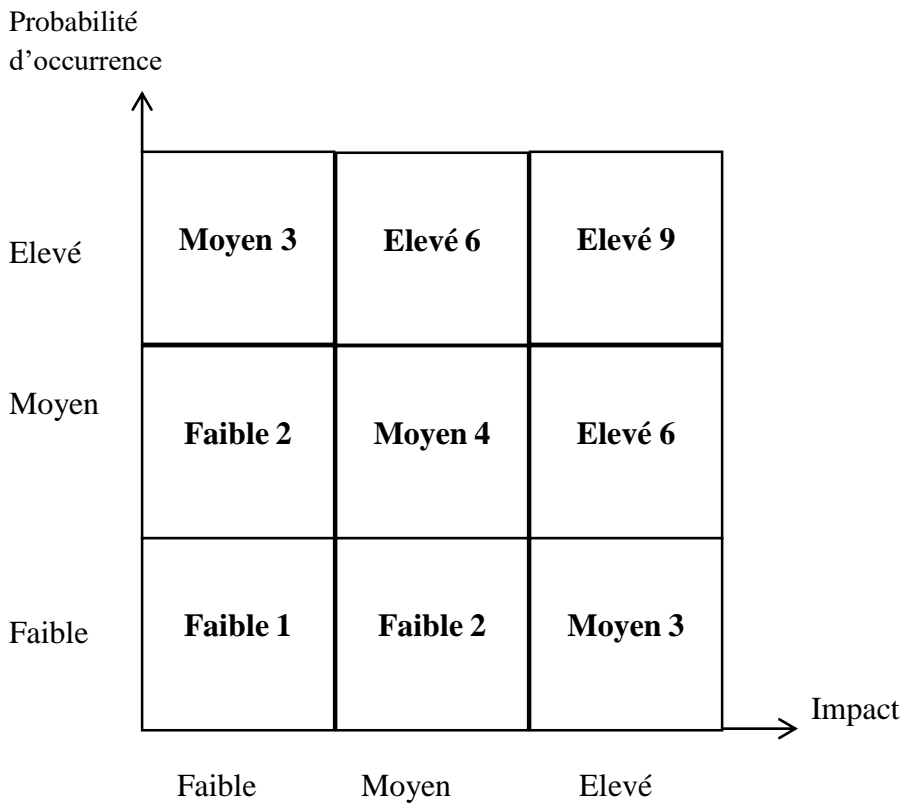 Probabilité
d’occurrence
Elevé
Moyen 3
Elevé 6
Elevé 9
Moyen
Faible 2
Moyen 4
Elevé 6
Faible
Faible 1
Faible 2
Moyen 3
Impact
Faible
Moyen
Elevé